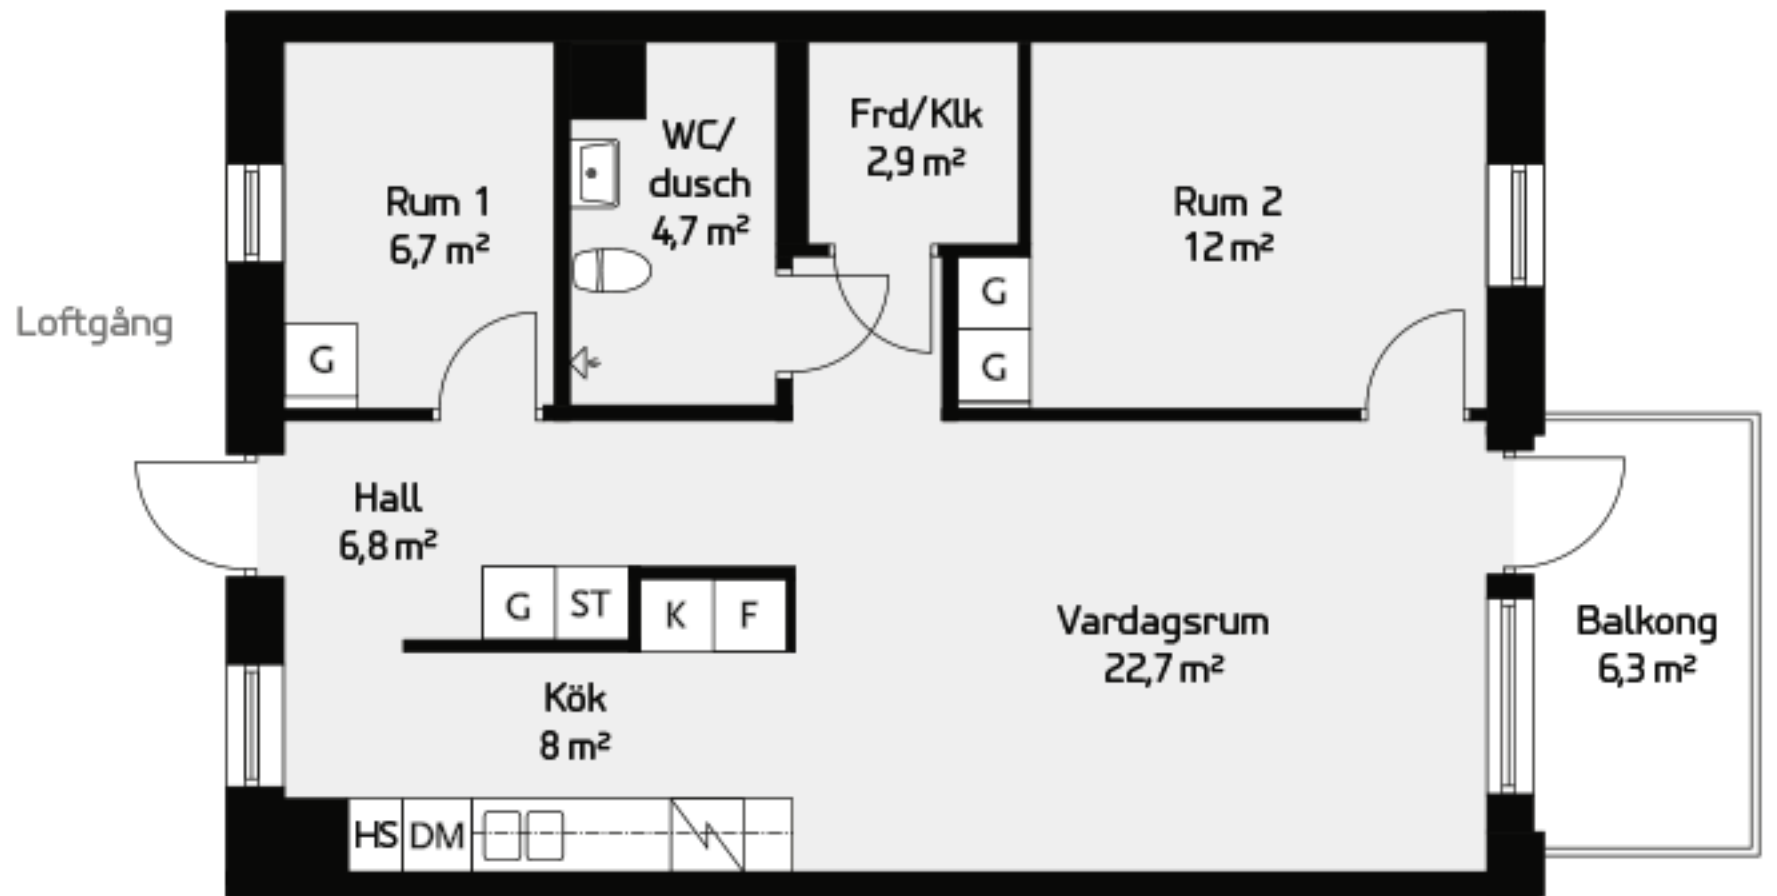 Rum 1
6,7 m²
WC/
dusch
4,7 m²
Frd/Klk
2,9 m²
Rum 2
12 m²
Loftgång
G
G
G
Hall
6,8 m²
G
ST
K
F
Vardagsrum
22,7 m²
Balkong
6,3 m²
Kök
8 m²
HS
DM